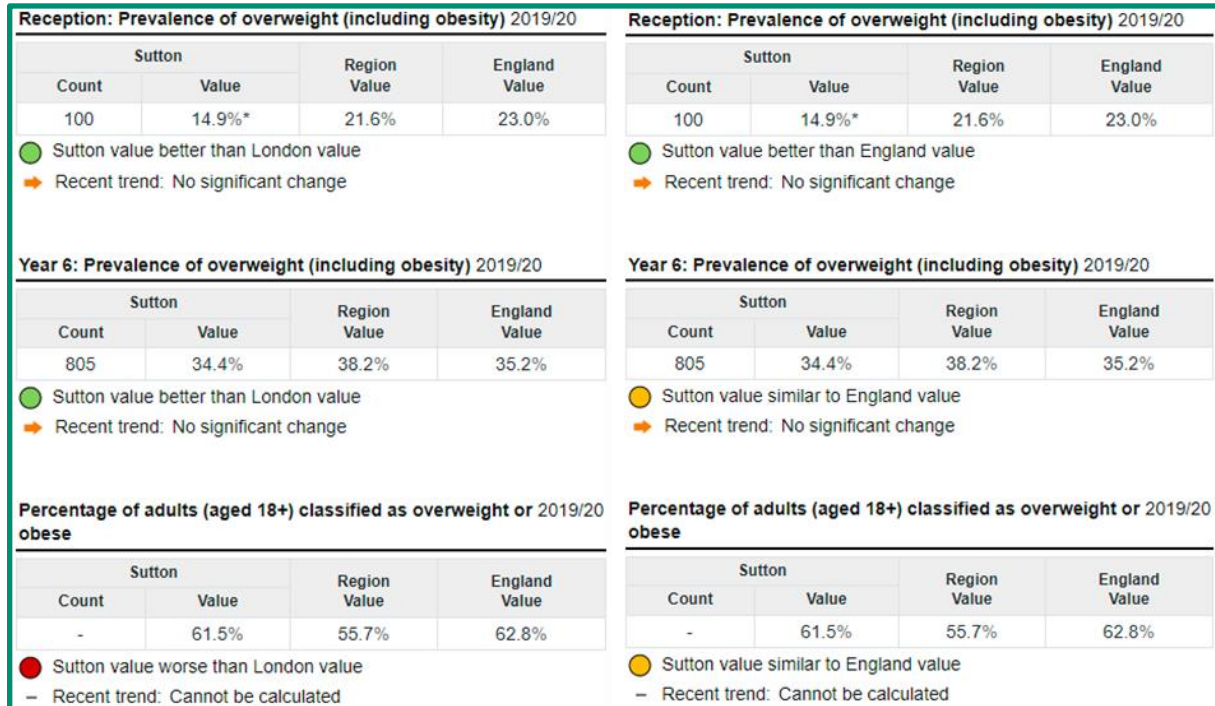 Reception: Prevalence of overweight (including obesity) 2019/20
Sutton Region Value England Value
Count Value
100 14.9%* 21.6% 23.0%
Sutton value better than London value
Recent trend: No significant change
Year 6: Prevalence of overweight (including obesity) 2019/20
Sutton Region Value England Value
Count Value
805 34.4% 38.2% 35.2%
Sutton value better than London value
Recent trend: No significant change
Percentage of adults (aged 18+) classified as overweight or 2019/20
obese
Sutton Region Value England Value
Count Value
- 61.5% 55.7% 62.8%
Sutton value worse than London value
– Recent trend: Cannot be calculated
Reception: Prevalence of overweight (including obesity) 2019/20
Sutton Region Value England Value
Count Value
100 14.9%* 21.6% 23.0%
Sutton value better than England value
Recent trend: No significant change
Year 6: Prevalence of overweight (including obesity) 2019/20
Sutton Region Value England Value
Count Value
805 34.4% 38.2% 35.2%
Sutton value similar to England value
Recent trend: No significant change
Percentage of adults (aged 18+) classified as overweight or 2019/20
obese
Sutton Region Value England Value
Count Value
- 61.5% 55.7% 62.8%
Sutton value similar to England value
– Recent trend: Cannot be calculated